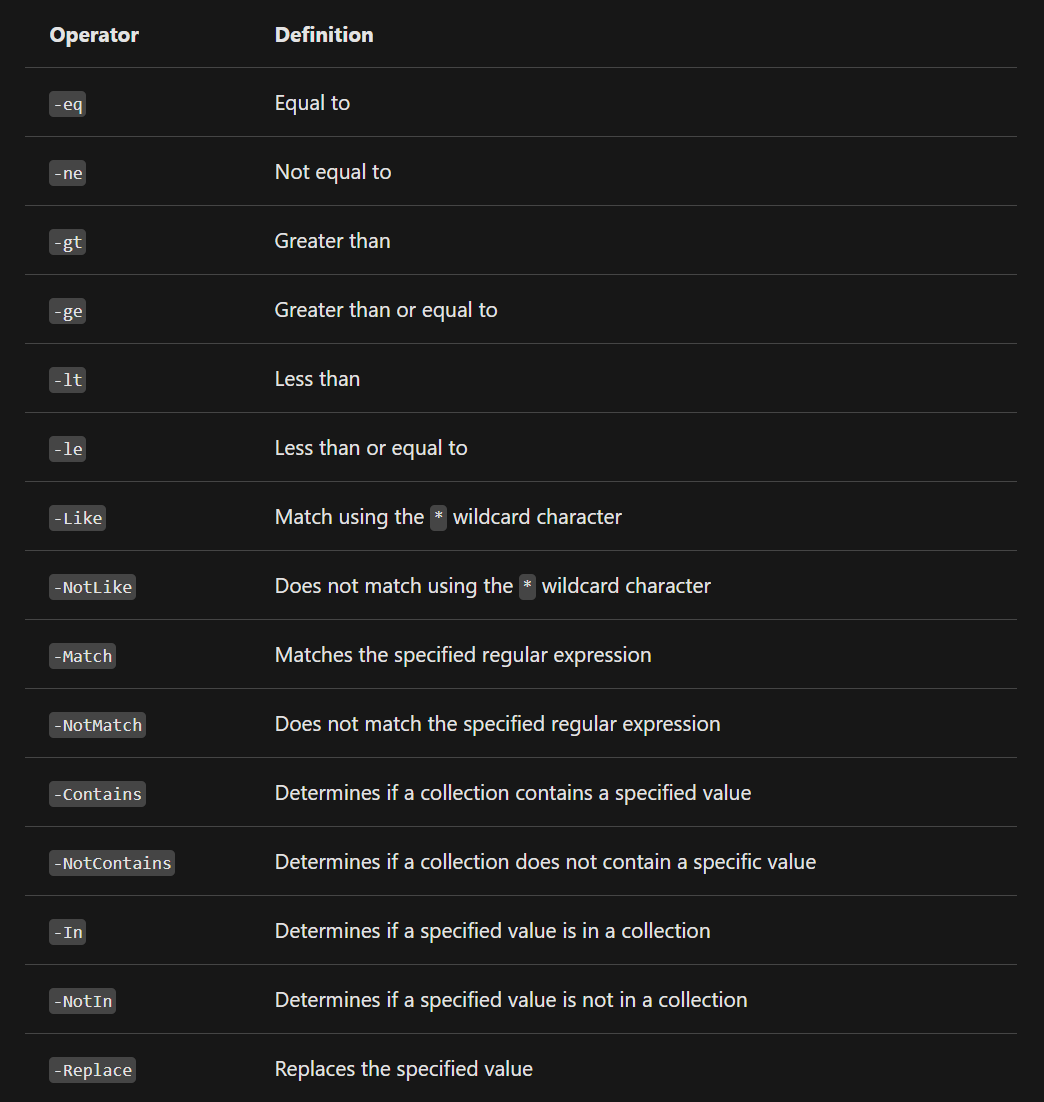 Operator Definition
-eq Equal to
-ne Not equal to
-gt Greater than
-ge Greater than or equal to
-lt Less than
-le Less than or equal to
-Like Match using the * wildcard character
-NotLike Does not match using the * wildcard character
-Match Matches the specified regular expression
-NotMatch Does not match the specified regular expression
-Contains Determines if a collection contains a specified value
-NotContains Determines if a collection does not contain a specific value
-In Determines if a specified value is in a collection
-NotIn Determines if a specified value is not in a collection
-Replace Replaces the specified value